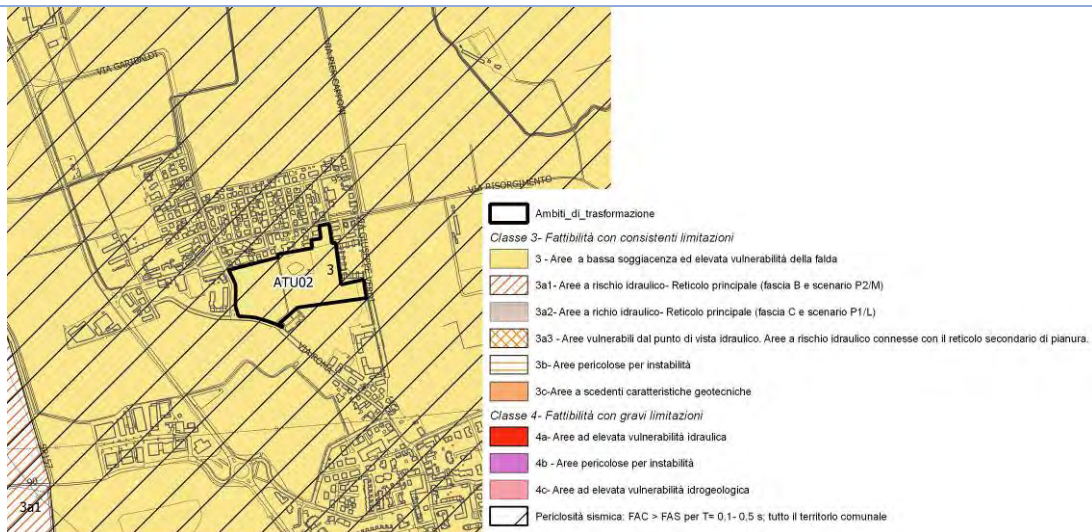 VIA GARIBALDI
VIA PIER CAPPONI
VIA RISORGIMENTO
3
ATU02
3a1
Ambiti_di_trasformazione
Classe 3- Fattibilità con consistenti limitazioni
3 - Aree a bassa soggiacenza ed elevata vulnerabilità della falda
3a1- Aree a rischio idraulico- Reticolo principale (fascia B e scenario P2/M)
3a2- Aree a richio idraulico- Reticolo principale (fascia C e scenario P1/L)
3a3 - Aree vulnerabili dal punto di vista idraulico. Aree a rischio idraulico connesse con il reticolo secondario di pianura.
3b- Aree pericolose per instabilità
3c-Aree a scedenti caratteristiche geotecniche
Classe 4- Fattibilità con gravi limitazioni
4a- Aree ad elevata vulnerabilità idraulica
4b - Aree pericolose per instabilità
4c- Aree ad elevata vulnerabilità idrogeologica
Periclosità sismica: FAC > FAS per T= 0,1- 0,5 s; tutto il territorio comunale